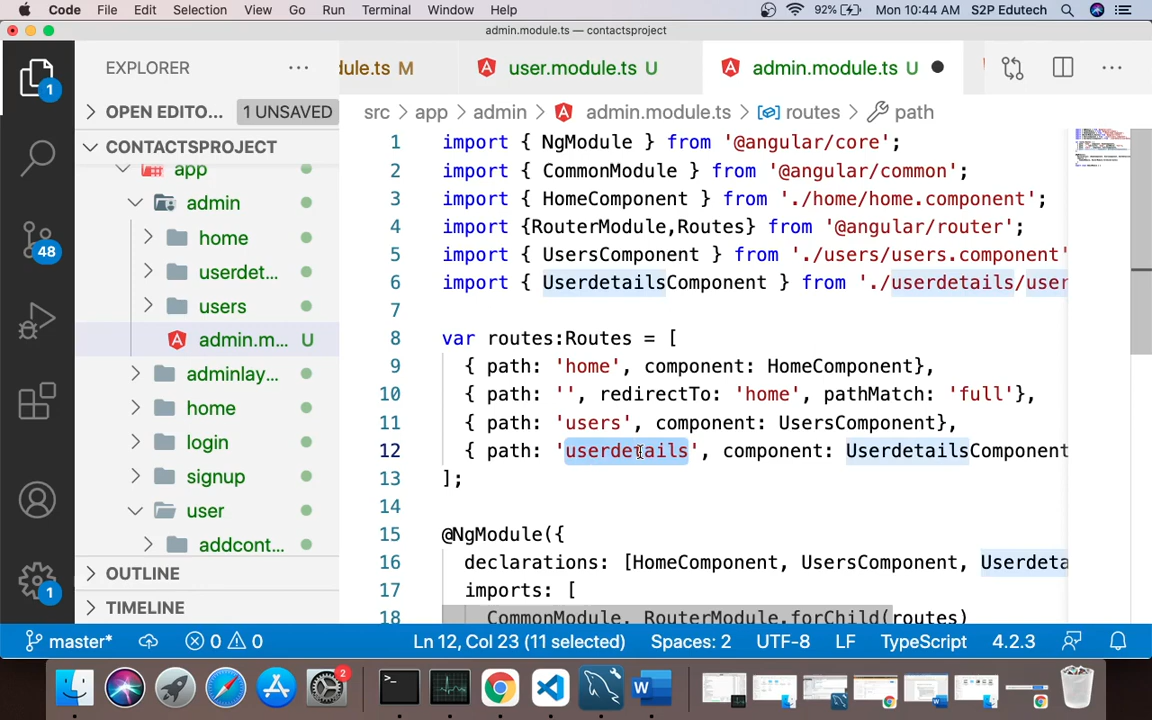 Code File Edit Selection View Go Run Terminal Window Help 92% Mon 10:44 AM S2P Edutech
admin.module.ts — contactsproject
EXPLORER
dule.ts M user.module.ts U admin.module.ts U
OPEN EDITO... 1 UNSAVED
src > app > admin > admin.module.ts > routes > path
CONTACTSPROJECT
app
admin
home
userdet...
users
admin.m... U
adminlay...
home
login
signup
user
addcont...
OUTLINE
TIMELINE
1 import { NgModule } from '@angular/core';
2 import { CommonModule } from '@angular/common';
3 import { HomeComponent } from './home/home.component';
4 import {RouterModule,Routes} from '@angular/router';
5 import { UsersComponent } from './users/users.component'
6 import { UserdetailsComponent } from './userdetails/user
7
8 var routes:Routes = [
9 { path: 'home', component: HomeComponent},
10 { path: '', redirectTo: 'home', pathMatch: 'full'},
11 { path: 'users', component: UsersComponent},
12 { path: 'userdetails', component: UserdetailsComponent
13 ];
14
15 @NgModule({
16 declarations: [HomeComponent, UsersComponent, Userdeta
17 imports: [
18 CommonModule, RouterModule.forChild(routes)
1
48
1
master* 0 0 Ln 12, Col 23 (11 selected) Spaces: 2 UTF-8 LF TypeScript 4.2.3
2